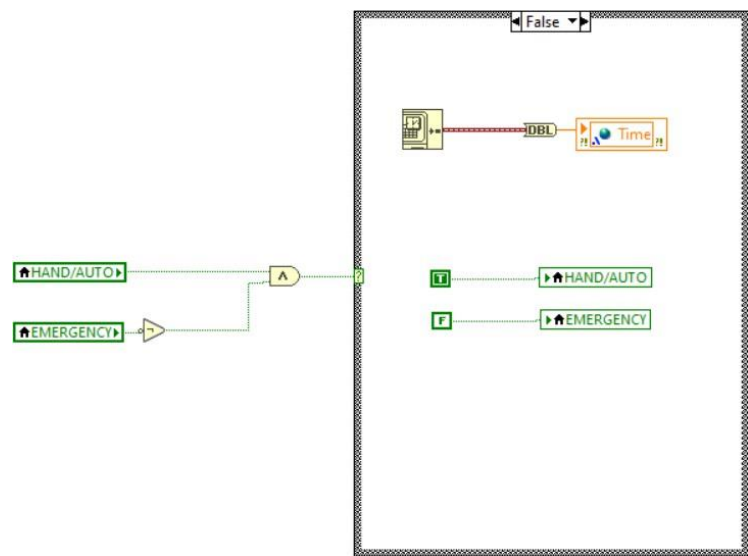 False
DBL
?! Time ?!
HAND/AUTO
?
T
HAND/AUTO
EMERGENCY
F
EMERGENCY